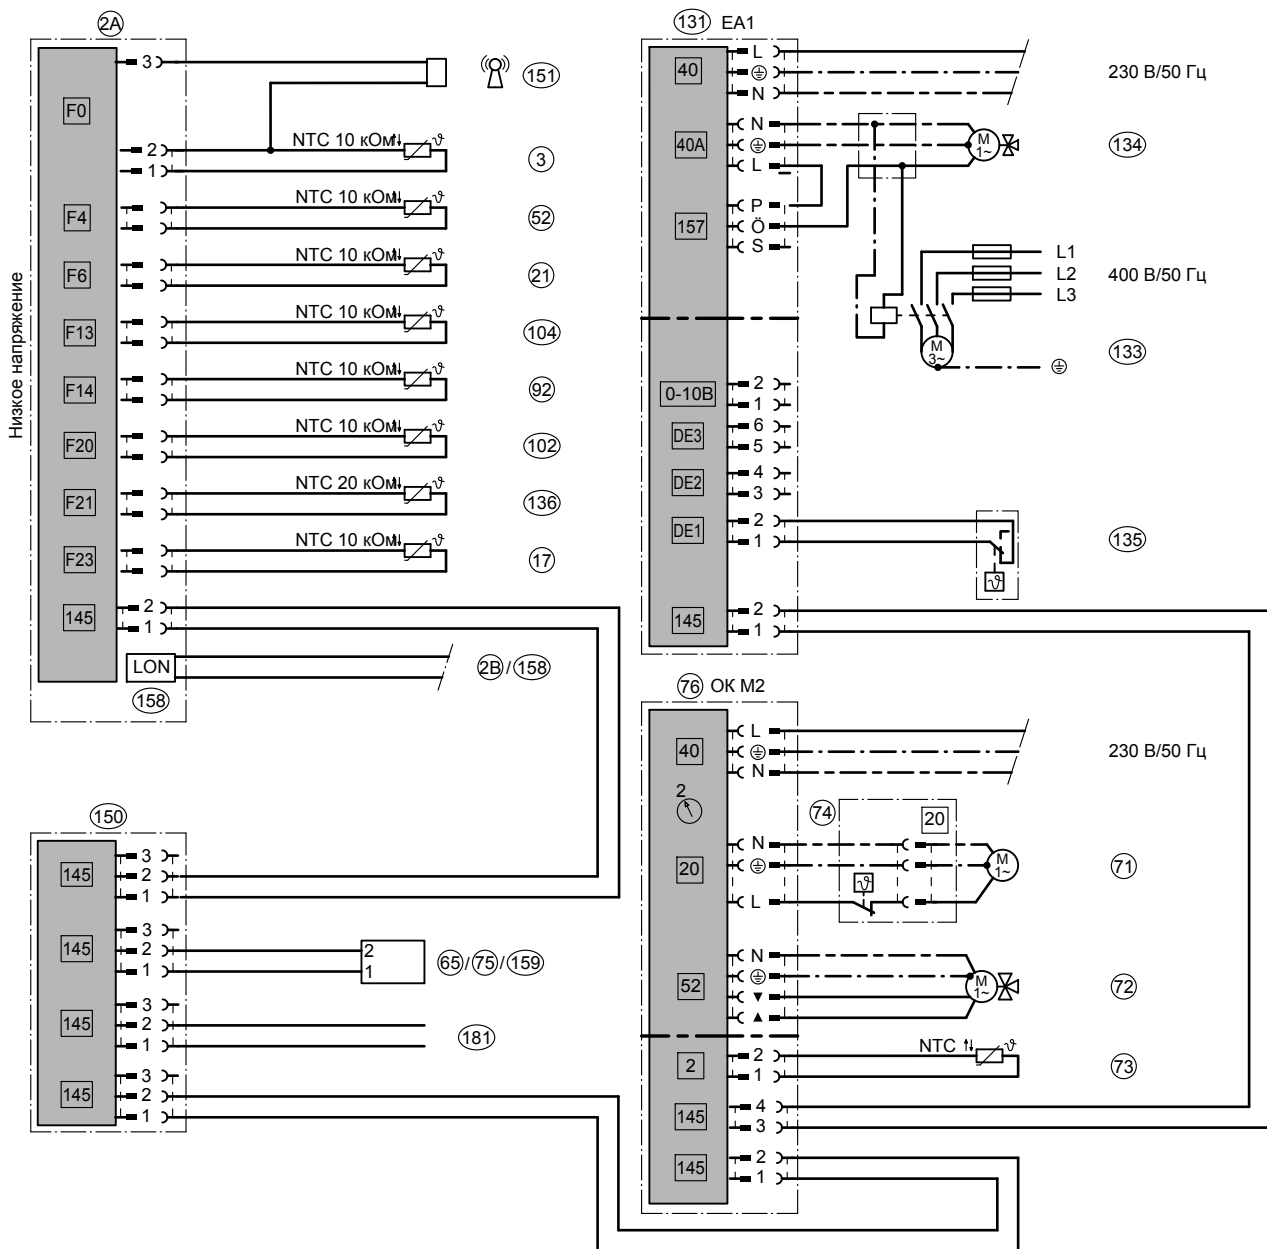 2A
Низкое напряжение
F0
3
151
2
1
NTC 10 кОм
ϑ
3
F4
NTC 10 кОм
ϑ
52
F6
NTC 10 кОм
ϑ
21
F13
NTC 10 кОм
ϑ
104
F14
NTC 10 кОм
ϑ
92
F20
NTC 10 кОм
ϑ
102
F21
NTC 20 кОм
ϑ
136
F23
NTC 10 кОм
ϑ
17
145
2
1
LON
2B / 158
158
150
145
3
2
1
145
3
2
1
2
1
65 / 75 / 159
145
3
2
1
181
145
3
2
1
131 EA1
40
L
N
230 В/50 Гц
40A
N
L
M
1~
134
157
P
Ö
S
L1
L2
L3
400 В/50 Гц
M
3~
133
0-10В
2
1
DE3
6
5
DE2
4
3
DE1
2
1
ϑ
135
145
2
1
76 ОК M2
40
L
N
230 В/50 Гц
2
74
20
20
N
L
ϑ
M
1~
71
52
N
▼
▲
M
1~
72
2
2
1
NTC
ϑ
73
145
4
3
145
2
1